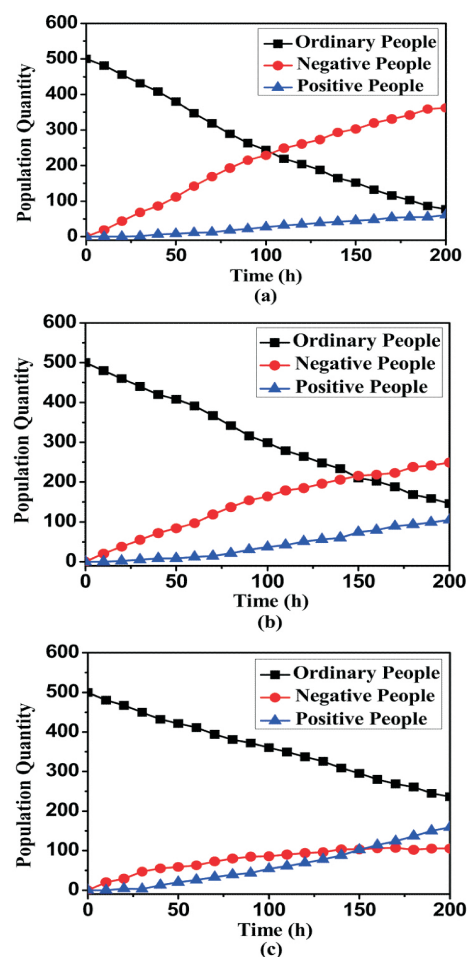 600
500
400
300
200
100
0
Population Quantity
Ordinary People
Negative People
Positive People
0 50 100 150 200
Time (h)
(a)
600
500
400
300
200
100
0
Population Quantity
Ordinary People
Negative People
Positive People
0 50 100 150 200
Time (h)
(b)
600
500
400
300
200
100
0
Population Quantity
Ordinary People
Negative People
Positive People
0 50 100 150 200
Time (h)
(c)